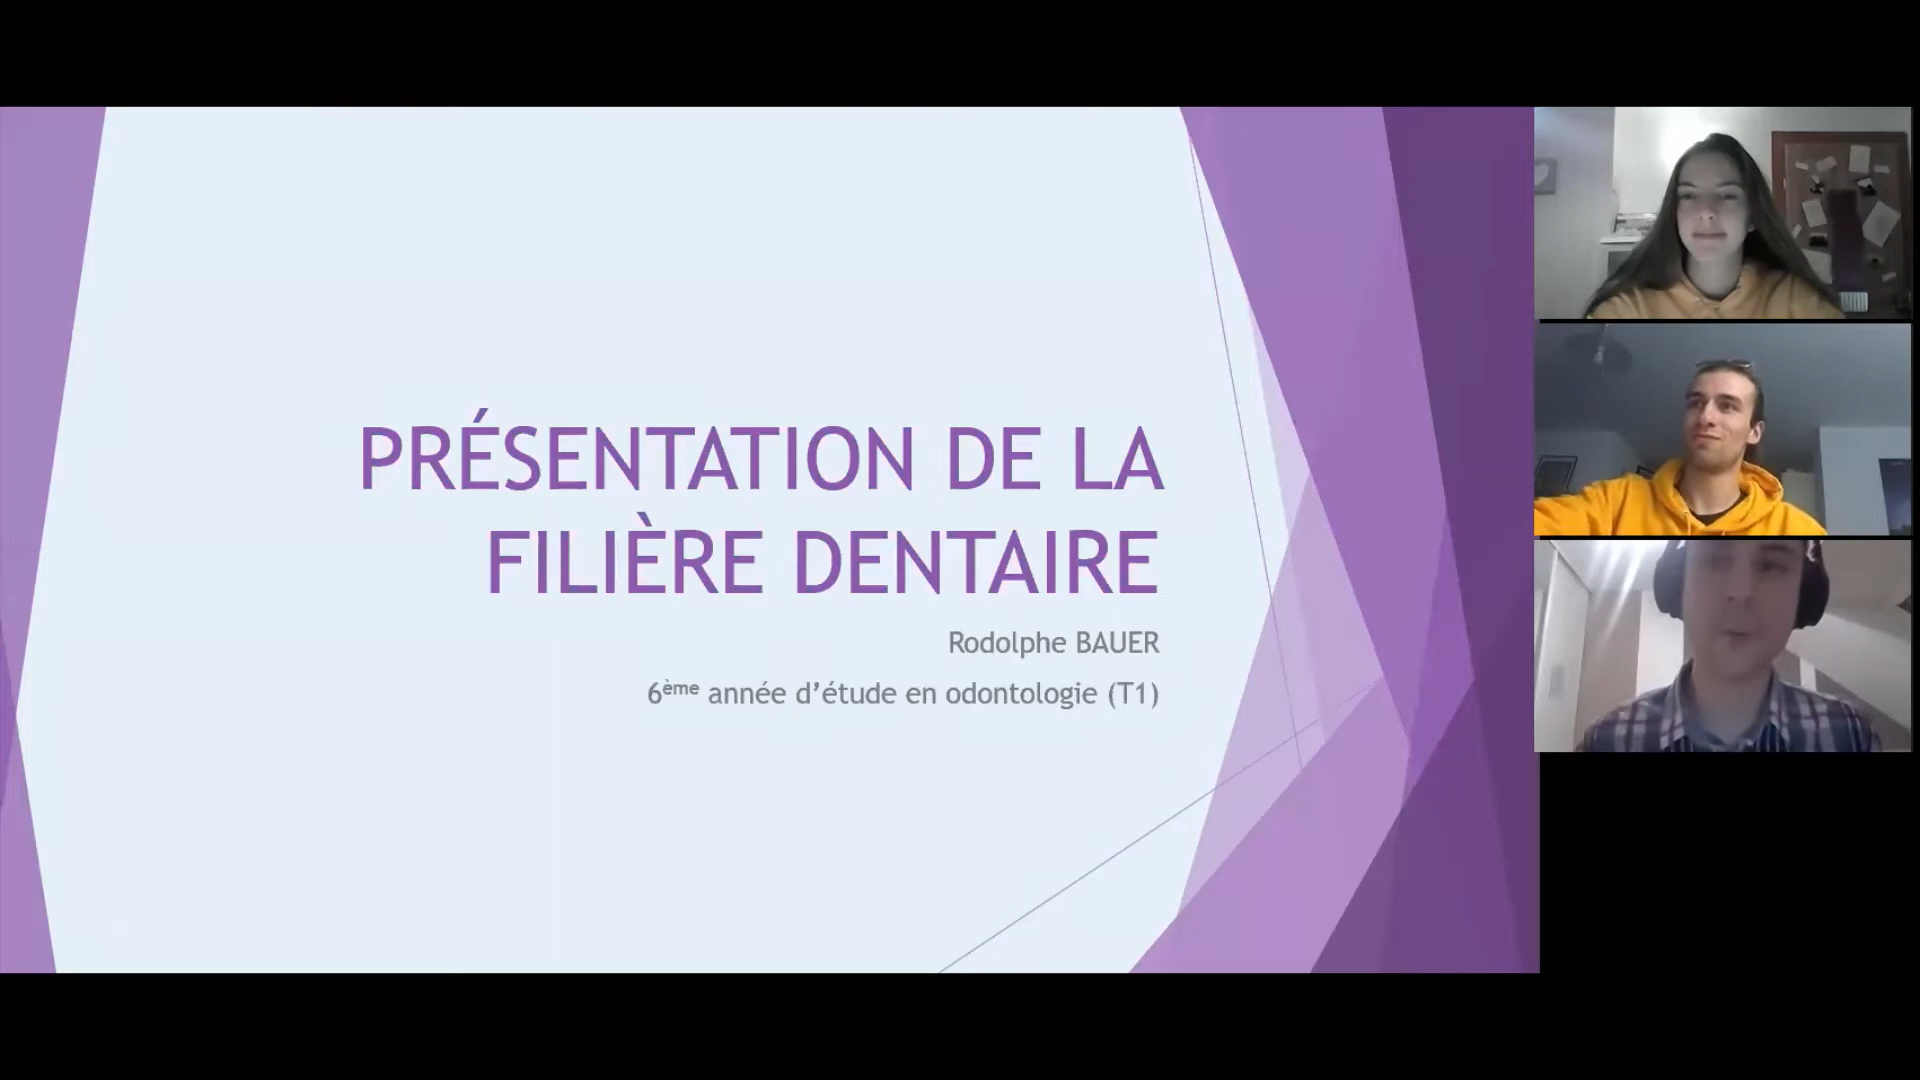 PRÉSENTATION DE LA
FILIÈRE DENTAIRE
Rodolphe BAUER
6ème année d’étude en odontologie (T1)